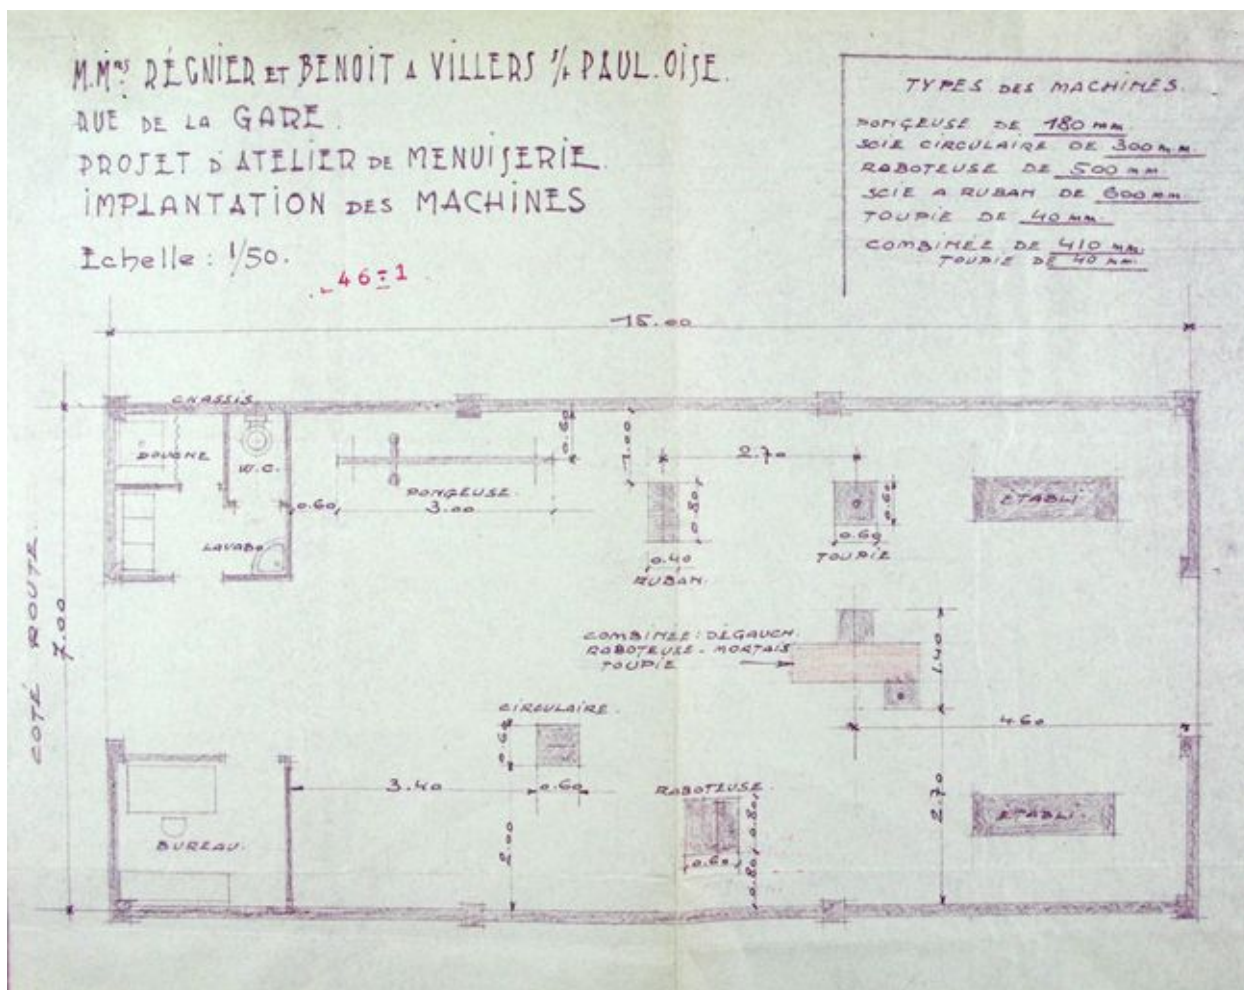 M.Mrs RÉGNIER ET BENOIT A VILLERS S/t PAUL. OISE.
RUE DE LA GARE.
PROJET D'ATELIER DE MENUISERIE.
IMPLANTATION DES MACHINES
Echelle : 1/50.
46-1
TYPES DES MACHINES.
PONÇEUSE DE 180 mm.
SCIE CIRCULAIRE DE 300 mm.
RABOTEUSE DE 500 mm
SCIE A RUBAN DE 600 mm.
TOUPIE DE 40 mm.
COMBINÉE DE 410 mm.
TOUPIE DE 40 mm.
15.00
CHASSIS
DOUCHE
W.C.
0.60
PONÇEUSE.
3.00
0.60
1.00
2.70
0.80
0.40
RUBAN.
0.60
0.60
TOUPIE
ETABLI
LAVABO
COTÉ ROUTE
7.00
COMBINÉE : DÉGAUCH.
RABOTEUSE - MORTAIS
TOUPIE
1.40
4.60
CIRCULAIRE.
0.60
0.60
3.40
2.00
RABOTEUSE.
0.80
0.60
0.80
2.70
ETABLI.
BUREAU.